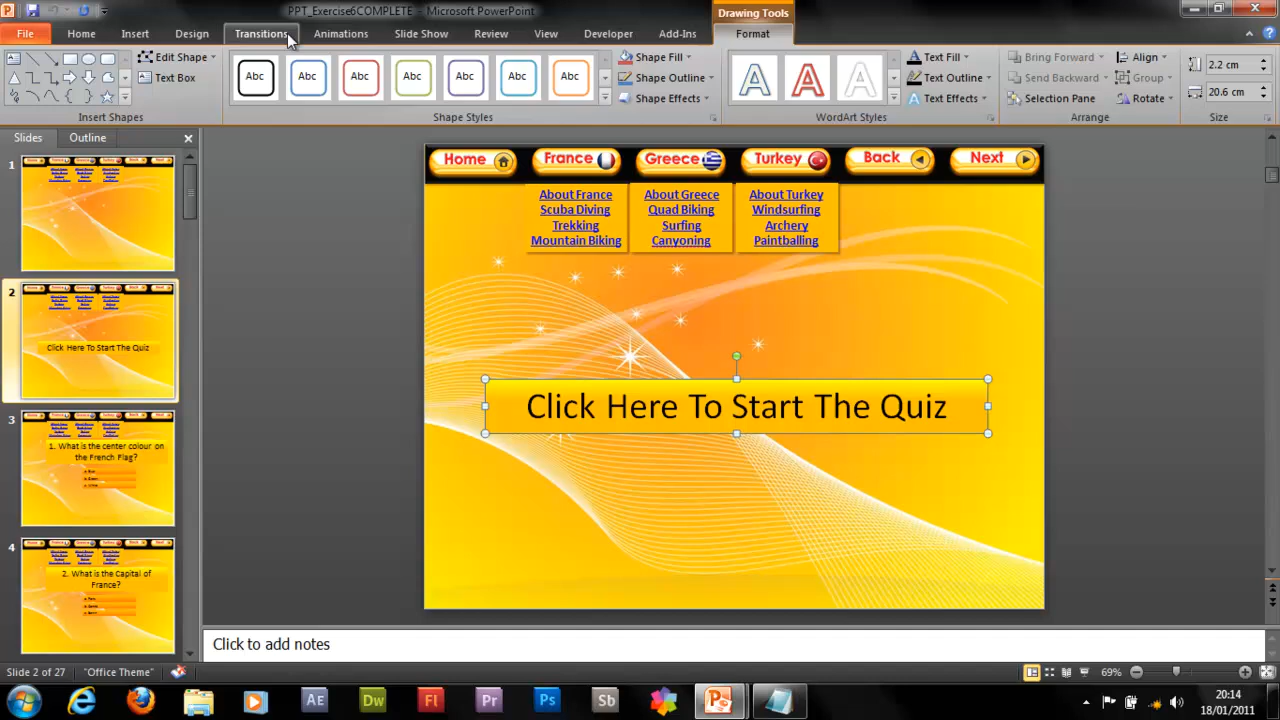 PPT_Exercise6COMPLETE - Microsoft PowerPoint
Drawing Tools
File Home Insert Design Transitions Animations Slide Show Review View Developer Add-Ins Format
Edit Shape
Text Box
Insert Shapes
Abc Abc Abc Abc Abc Abc Abc
Shape Fill
Shape Outline
Shape Effects
Shape Styles
A A A
Text Fill
Text Outline
Text Effects
WordArt Styles
Bring Forward
Send Backward
Selection Pane
Align
Group
Rotate
Arrange
2.2 cm
20.6 cm
Size
Slides Outline
1
2
Click Here To Start The Quiz
3
1. What is the center colour on
the French Flag?
4
2. What is the Capital of
France?
Home France Greece Turkey Back Next
About France
Scuba Diving
Trekking
Mountain Biking
About Greece
Quad Biking
Surfing
Canyoning
About Turkey
Windsurfing
Archery
Paintballing
Click Here To Start The Quiz
Click to add notes
Slide 2 of 27 "Office Theme" 69%
Ae Dw Fl Pr Ps Sb
20:14
18/01/2011